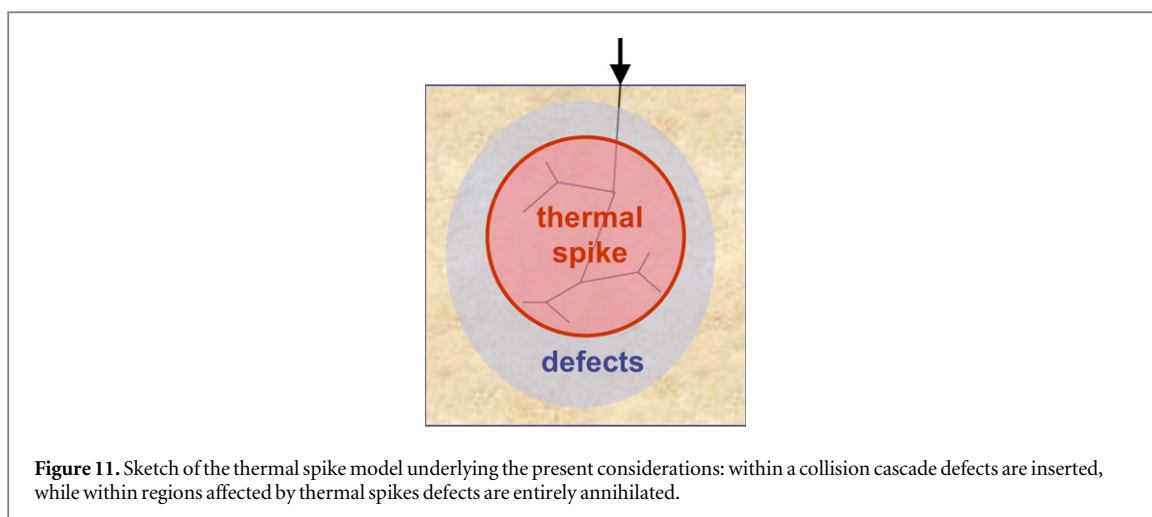 thermal
spike
defects
Figure 11. Sketch of the thermal spike model underlying the present considerations: within a collision cascade defects are inserted,
while within regions affected by thermal spikes defects are entirely annihilated.